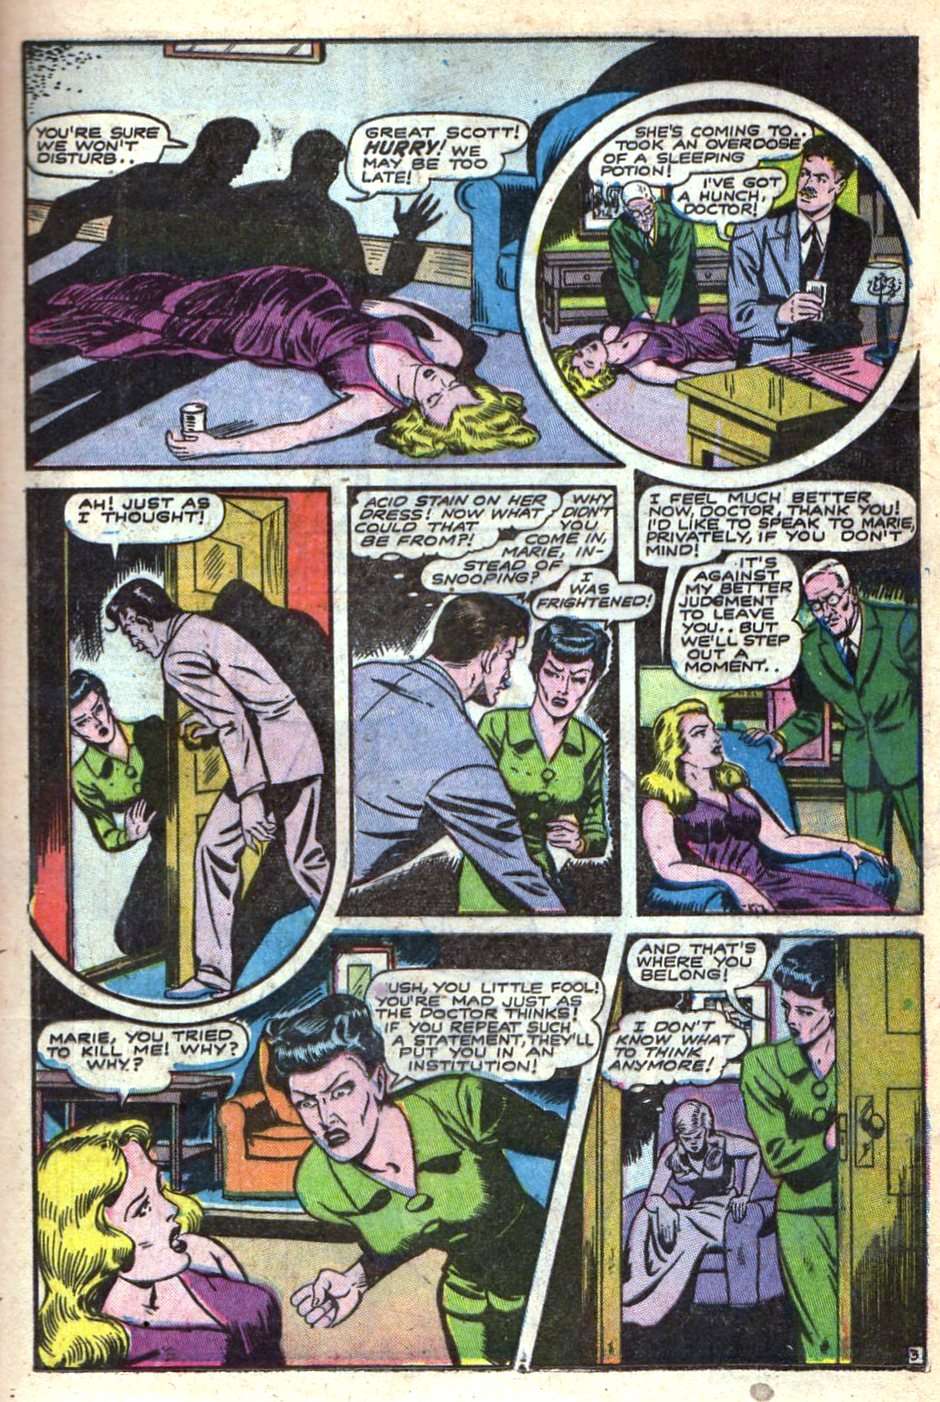 YOU'RE SURE
WE WON'T
DISTURB..
GREAT SCOTT!
HURRY! WE
MAY BE TOO
LATE!
SHE'S COMING TO..
TOOK AN OVERDOSE
OF A SLEEPING
POTION!
I'VE GOT
A HUNCH,
DOCTOR!
AH! JUST AS
I THOUGHT!
ACID STAIN ON HER
DRESS! NOW WHAT
COULD THAT
BE FROM?!
WHY
DIDN'T
YOU
COME IN,
MARIE, IN-
STEAD OF
SNOOPING?
I
WAS
FRIGHTENED!
I FEEL MUCH BETTER
NOW, DOCTOR, THANK YOU!
I'D LIKE TO SPEAK TO MARIE,
PRIVATELY, IF YOU DON'T
MIND!
IT'S
AGAINST
MY BETTER
JUDGMENT
TO LEAVE
YOU.. BUT
WE'LL STEP
OUT A
MOMENT..
MARIE, YOU TRIED
TO KILL ME! WHY?
WHY?
USH, YOU LITTLE FOOL!
YOU'RE MAD JUST AS
THE DOCTOR THINKS!
IF YOU REPEAT SUCH
A STATEMENT, THEY'LL
PUT YOU IN AN
INSTITUTION!
AND THAT'S
WHERE YOU
BELONG!
I DON'T
KNOW WHAT
TO THINK
ANYMORE!
3